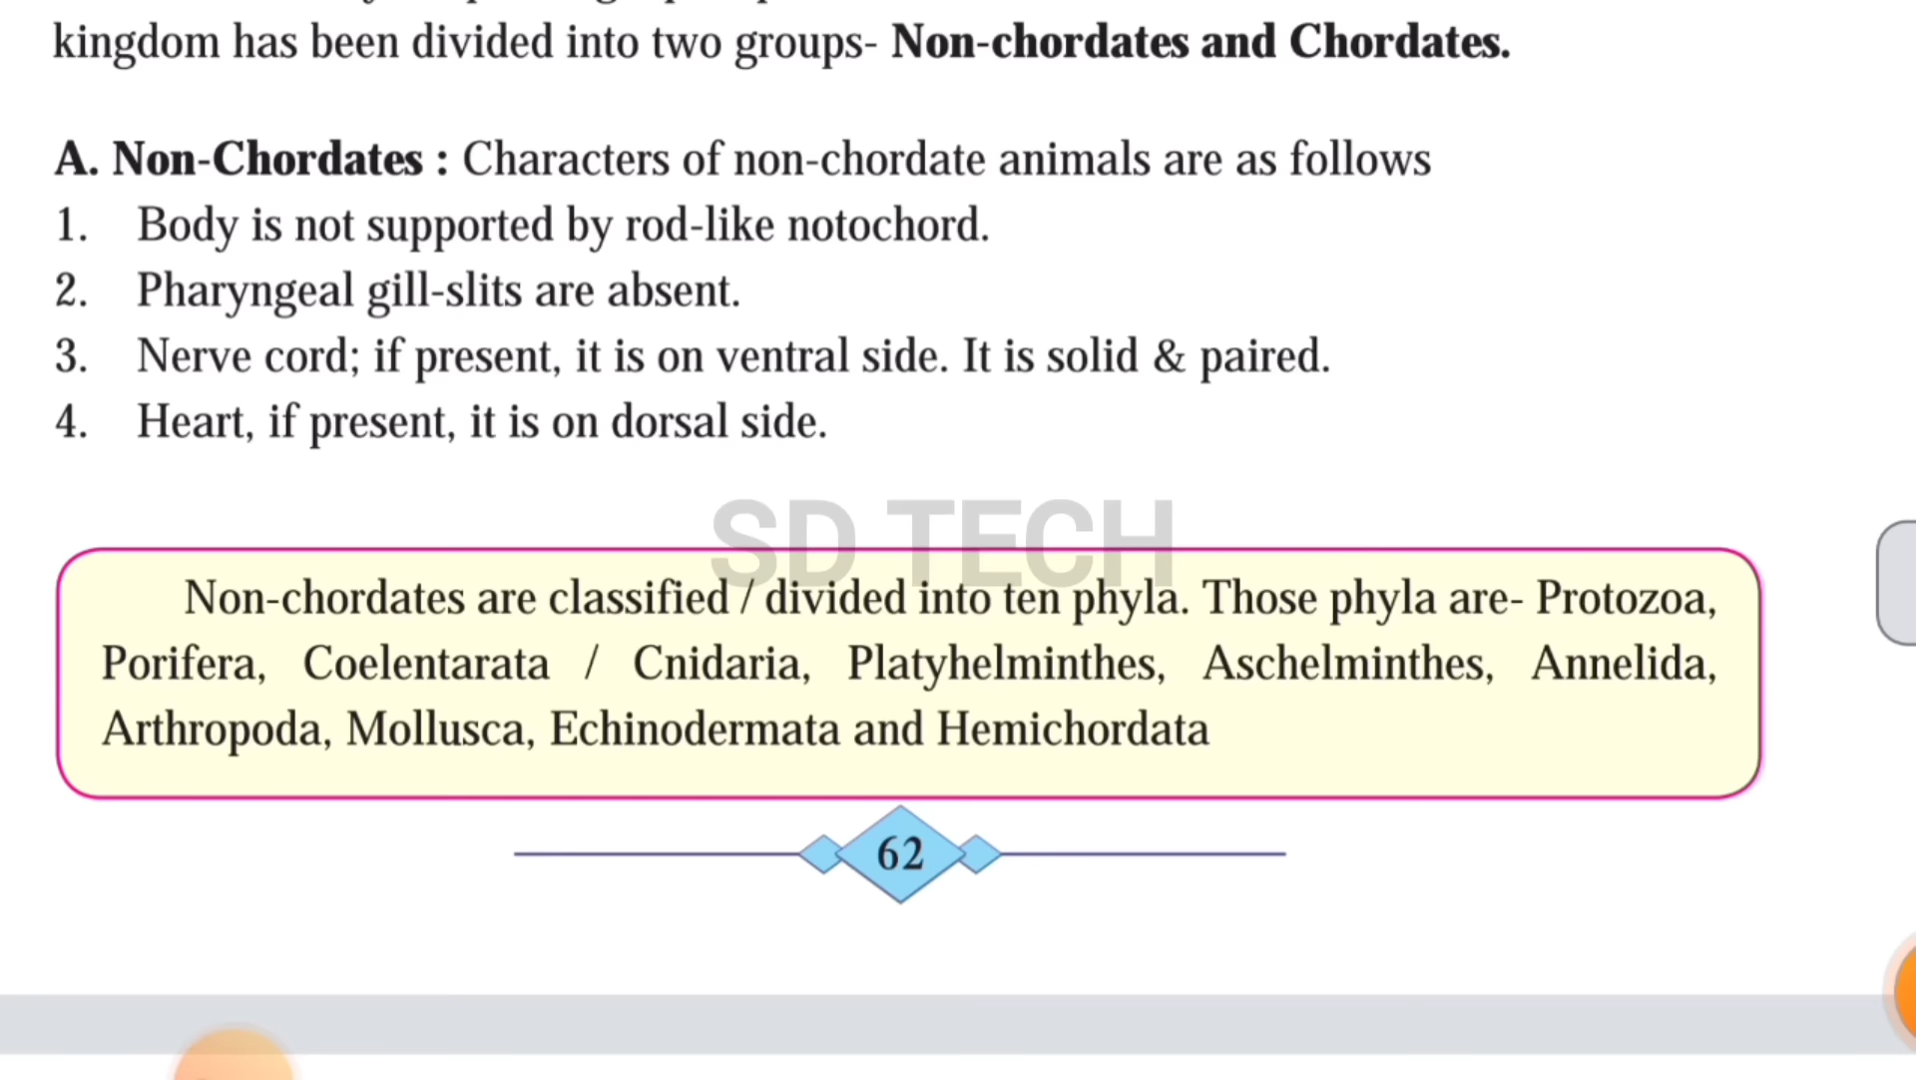 kingdom has been divided into two groups- Non-chordates and Chordates.
A. Non-Chordates : Characters of non-chordate animals are as follows
1. Body is not supported by rod-like notochord.
2. Pharyngeal gill-slits are absent.
3. Nerve cord; if present, it is on ventral side. It is solid & paired.
4. Heart, if present, it is on dorsal side.
SD TECH
Non-chordates are classified / divided into ten phyla. Those phyla are- Protozoa,
Porifera, Coelentarata / Cnidaria, Platyhelminthes, Aschelminthes, Annelida,
Arthropoda, Mollusca, Echinodermata and Hemichordata
62